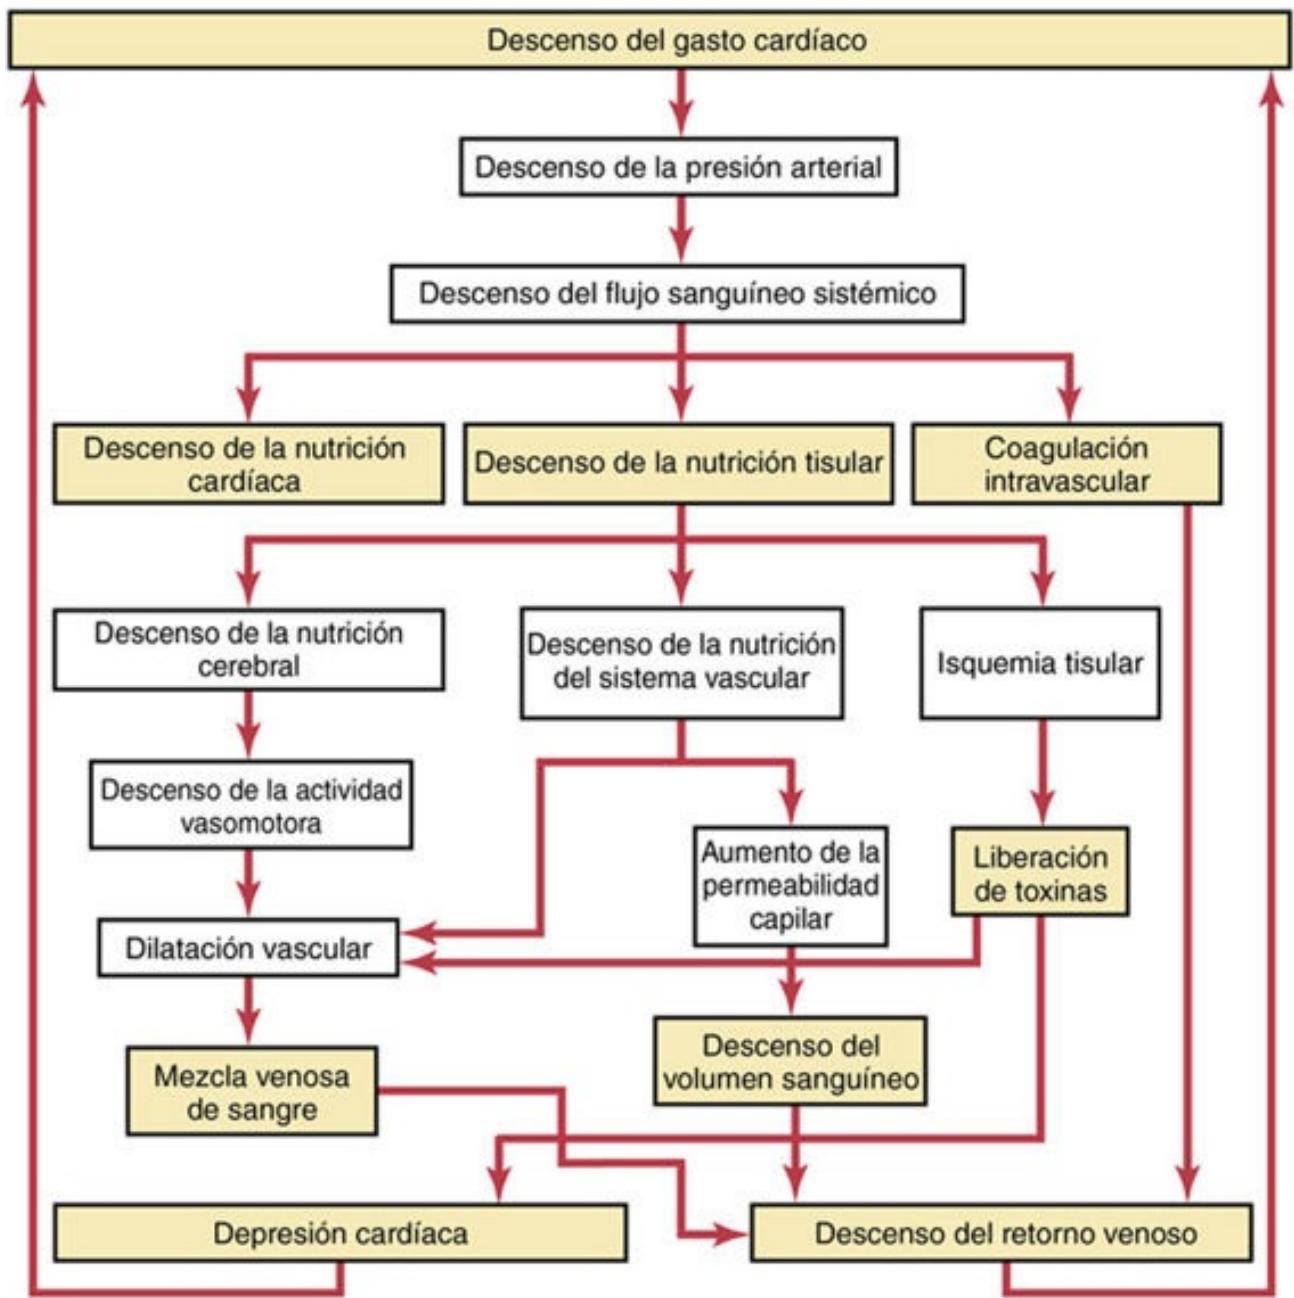 Descenso del gasto cardíaco
Descenso de la presión arterial
Descenso del flujo sanguíneo sistémico
Descenso de la nutrición
cardíaca
Descenso de la nutrición tisular
Coagulación
intravascular
Descenso de la nutrición
cerebral
Descenso de la nutrición
del sistema vascular
Isquemia tisular
Descenso de la actividad
vasomotora
Aumento de la
permeabilidad
capilar
Liberación
de toxinas
Dilatación vascular
Mezcla venosa
de sangre
Descenso del
volumen sanguíneo
Depresión cardíaca
Descenso del retorno venoso